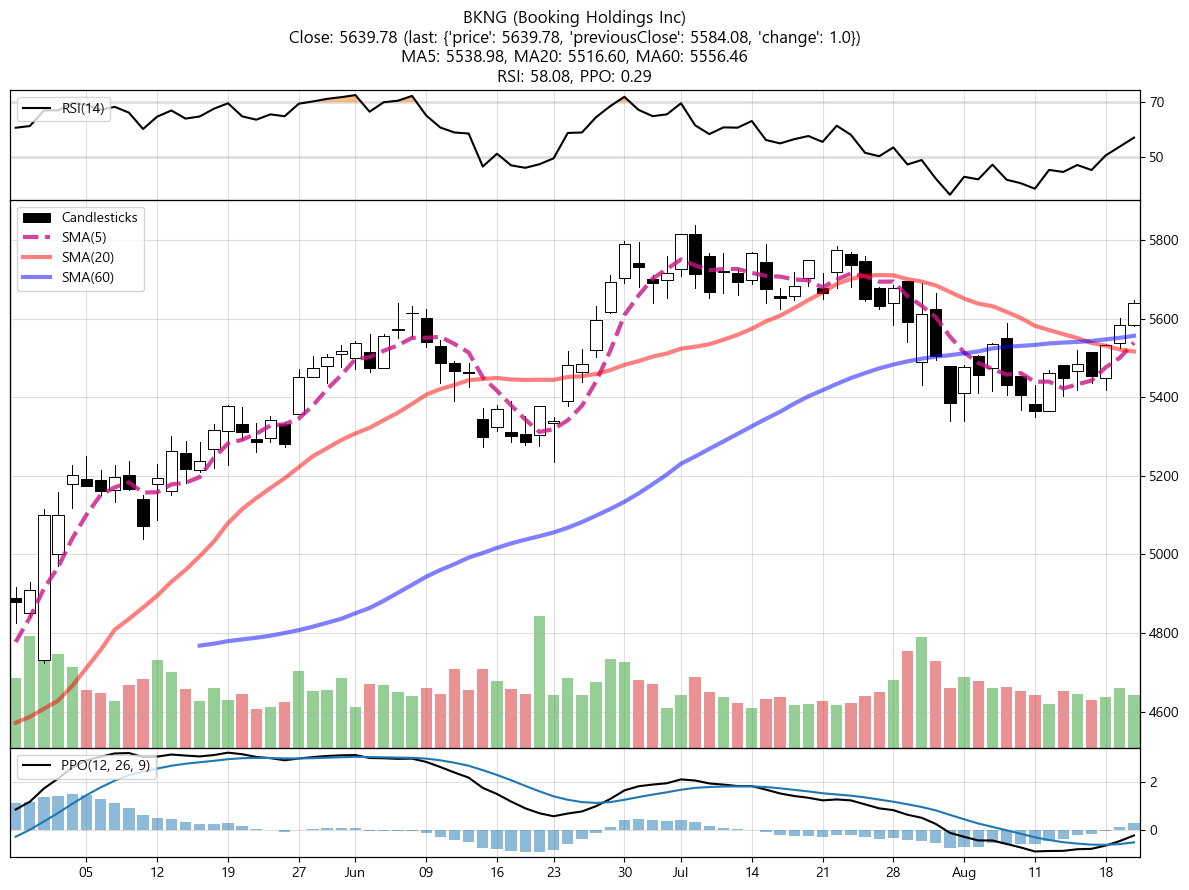 BKNG (Booking Holdings Inc)
Close: 5639.78 (last: {'price': 5639.78, 'previousClose': 5584.08, 'change': 1.0})
MA5: 5538.98, MA20: 5516.60, MA60: 5556.46
RSI: 58.08, PPO: 0.29
RSI(14)
70
50
Candlesticks
SMA(5)
SMA(20)
SMA(60)
5800
5600
5400
5200
5000
4800
4600
PPO(12, 26, 9)
2
0
05 12 19 27 Jun 09 16 23 30 Jul 14 21 28 Aug 11 18